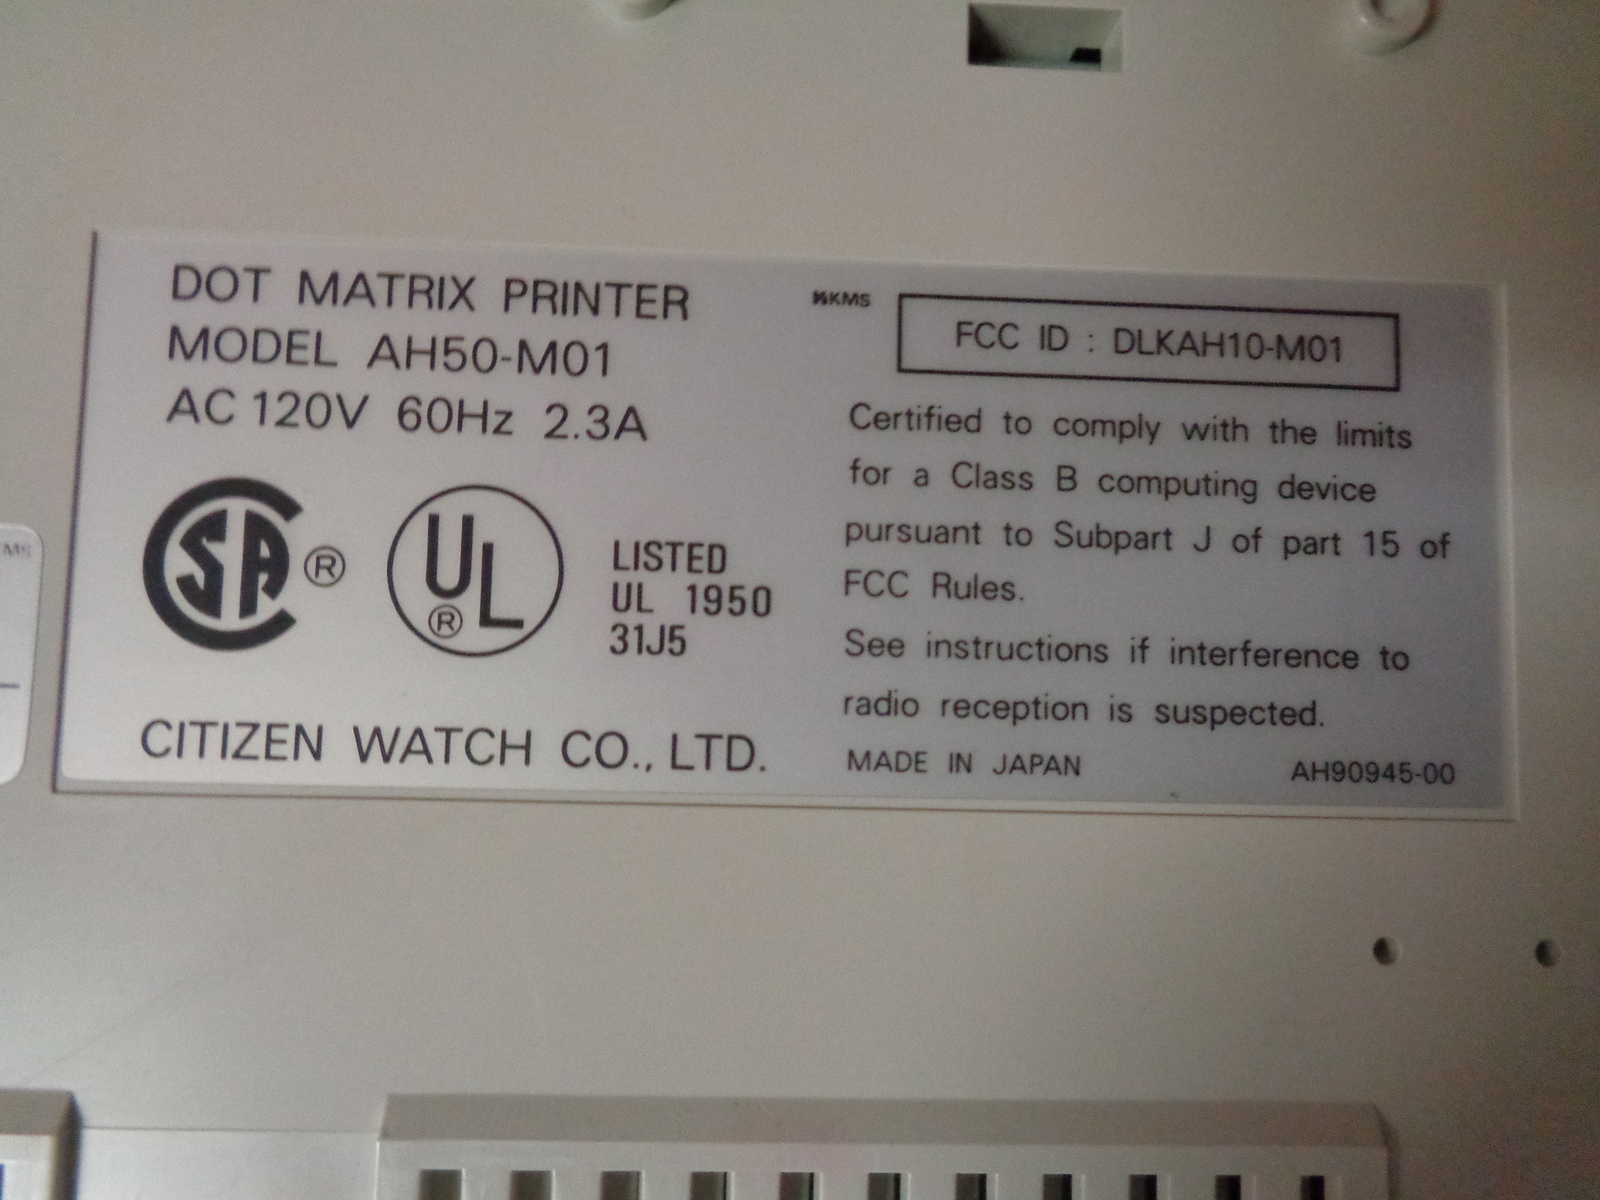 DOT MATRIX PRINTER
MODEL AH50-M01
AC 120V 60Hz 2.3A
SA ®
UL ®
LISTED
UL 1950
31J5
CITIZEN WATCH CO., LTD.
KMS
FCC ID : DLKAH10-M01
Certified to comply with the limits
for a Class B computing device
pursuant to Subpart J of part 15 of
FCC Rules.
See instructions if interference to
radio reception is suspected.
MADE IN JAPAN
AH90945-00